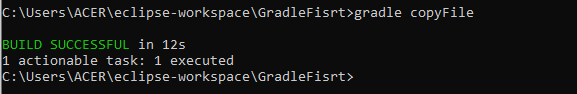 C:\Users\ACER\eclipse-workspace\GradleFisrt>gradle copyFile
BUILD SUCCESSFUL in 12s
1 actionable task: 1 executed
C:\Users\ACER\eclipse-workspace\GradleFisrt>